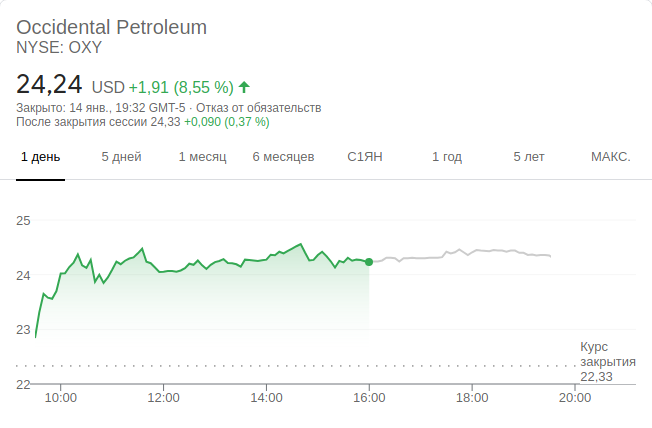 Occidental Petroleum
NYSE: OXY
24,24 USD +1,91 (8,55 %)
Закрыто: 14 янв., 19:32 GMT-5 · Отказ от обязательств
После закрытия сессии 24,33 +0,090 (0,37 %)
1 день 5 дней 1 месяц 6 месяцев С1ЯН 1 год 5 лет МАКС.
25
24
23
Курс
закрытия
22,33
22
10:00 12:00 14:00 16:00 18:00 20:00